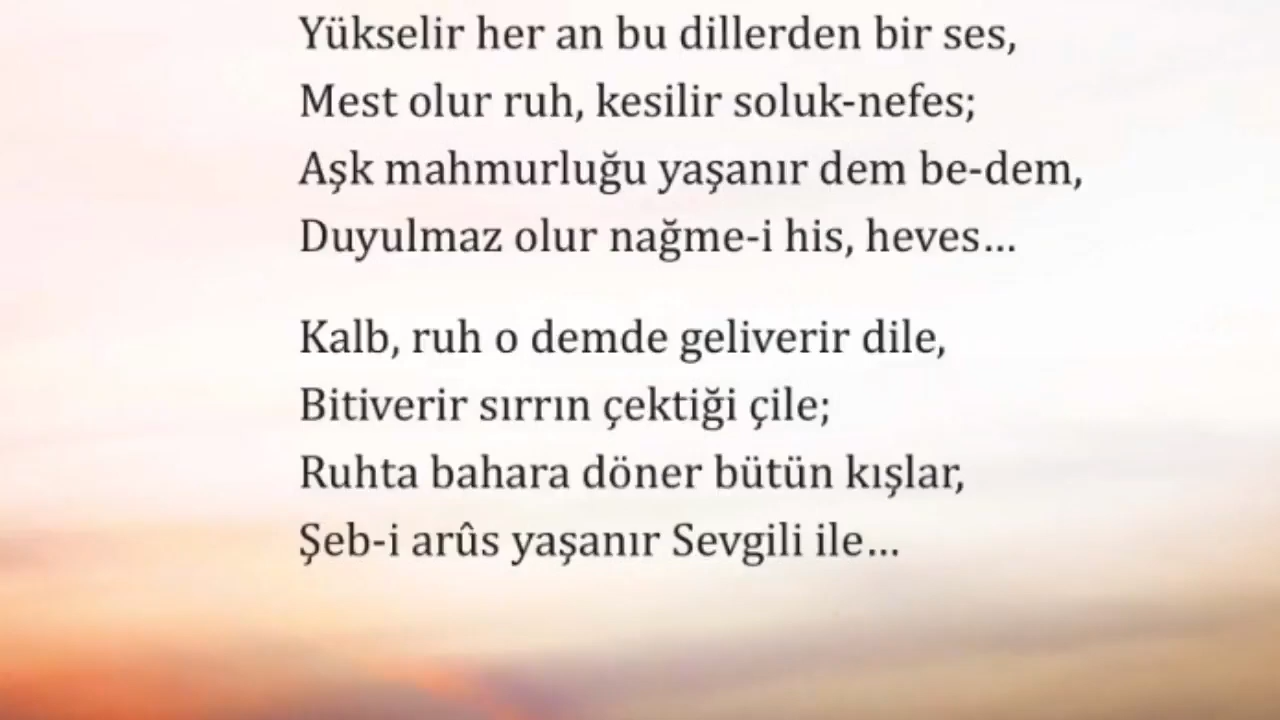 Yükselir her an bu dillerden bir ses,
Mest olur ruh, kesilir soluk-nefes;
Aşk mahmurluğu yaşanır dem be-dem,
Duyulmaz olur nağme-i his, heves…
Kalb, ruh o demde geliverir dile,
Bitiverir sırrın çektiği çile;
Ruhta bahara döner bütün kışlar,
Şeb-i arûs yaşanır Sevgili ile…